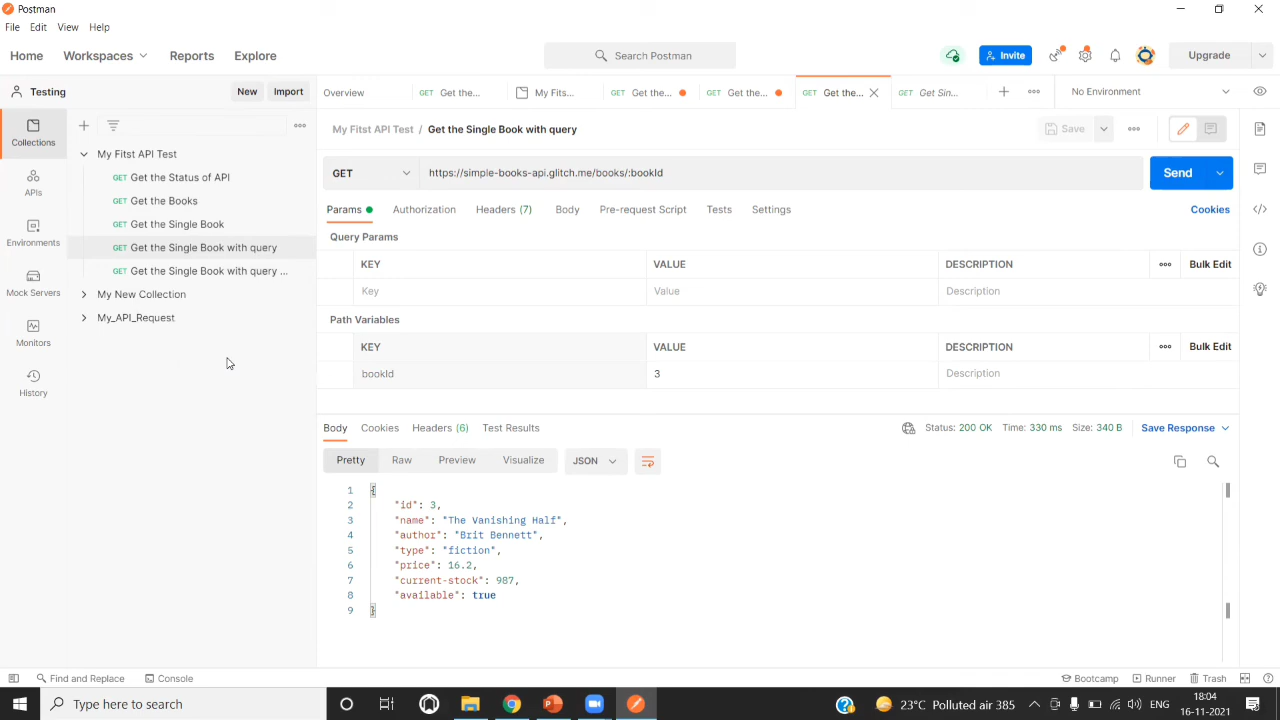 Postman
File Edit View Help
Home Workspaces Reports Explore Search Postman Invite Upgrade
Testing New Import Overview GET Get the... My Fits... GET Get the... GET Get the... GET Get the... GET Get Sin... No Environment
My Fitst API Test / Get the Single Book with query Save
Collections
APIs
Environments
Mock Servers
Monitors
History
My Fitst API Test
GET Get the Status of API
GET Get the Books
GET Get the Single Book
GET Get the Single Book with query
GET Get the Single Book with query ...
My New Collection
My_API_Request
GET https://simple-books-api.glitch.me/books/:bookId Send
Params Authorization Headers (7) Body Pre-request Script Tests Settings Cookies
Query Params
KEY VALUE DESCRIPTION Bulk Edit
Key Value Description
Path Variables
KEY VALUE DESCRIPTION Bulk Edit
bookId 3 Description
Body Cookies Headers (6) Test Results Status: 200 OK Time: 330 ms Size: 340 B Save Response
Pretty Raw Preview Visualize JSON
1 {
2 "id": 3,
3 "name": "The Vanishing Half",
4 "author": "Brit Bennett",
5 "type": "fiction",
6 "price": 16.2,
7 "current-stock": 987,
8 "available": true
9 }
Find and Replace Console Bootcamp Runner Trash
Type here to search 23°C Polluted air 385 ENG 18:04
16-11-2021